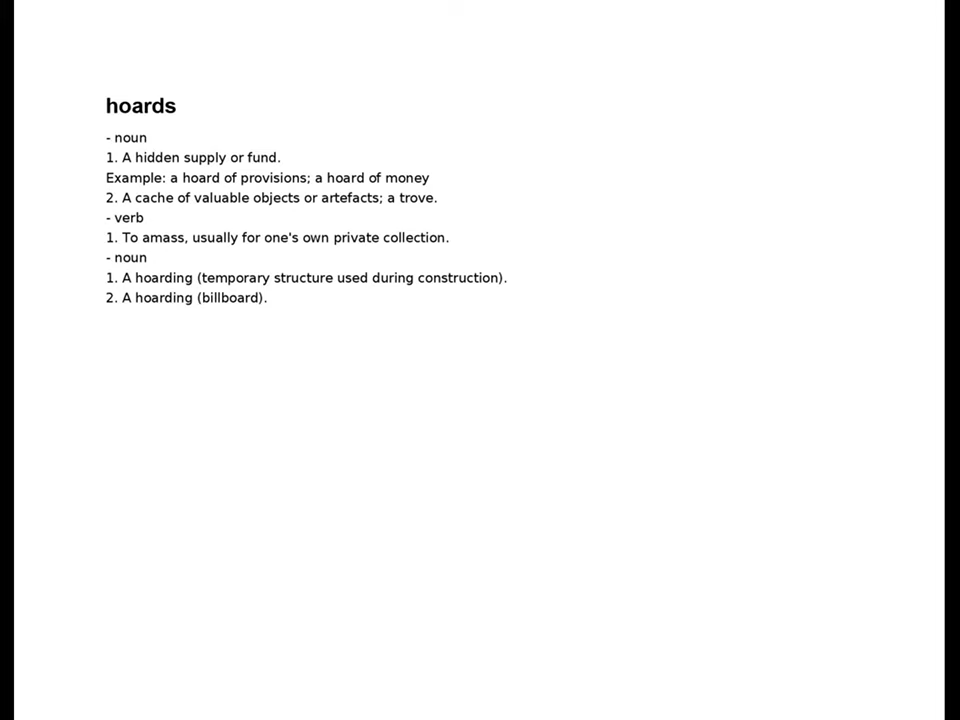 hoards
- noun
1. A hidden supply or fund.
Example: a hoard of provisions; a hoard of money
2. A cache of valuable objects or artefacts; a trove.
- verb
1. To amass, usually for one's own private collection.
- noun
1. A hoarding (temporary structure used during construction).
2. A hoarding (billboard).